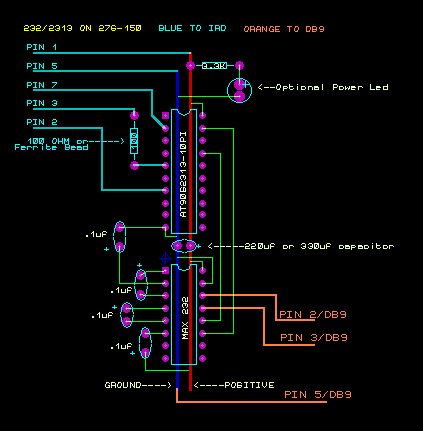 232/2313 ON 276-150 BLUE TO IRD ORANGE TO DB9
PIN 1
PIN 5
3.3K
PIN 7
+
<--Optional Power Led
PIN 3
PIN 2
100 OHM or----->
Ferrite Bead
100
AT90S2313-10PI
.1uf
+
+
<-----220uf or 330uf capacitor
+
.1uf
+
.1uf
MAX 232
PIN 2/DB9
.1uf
+
PIN 3/DB9
GROUND---->
<----POSITIVE
PIN 5/DB9